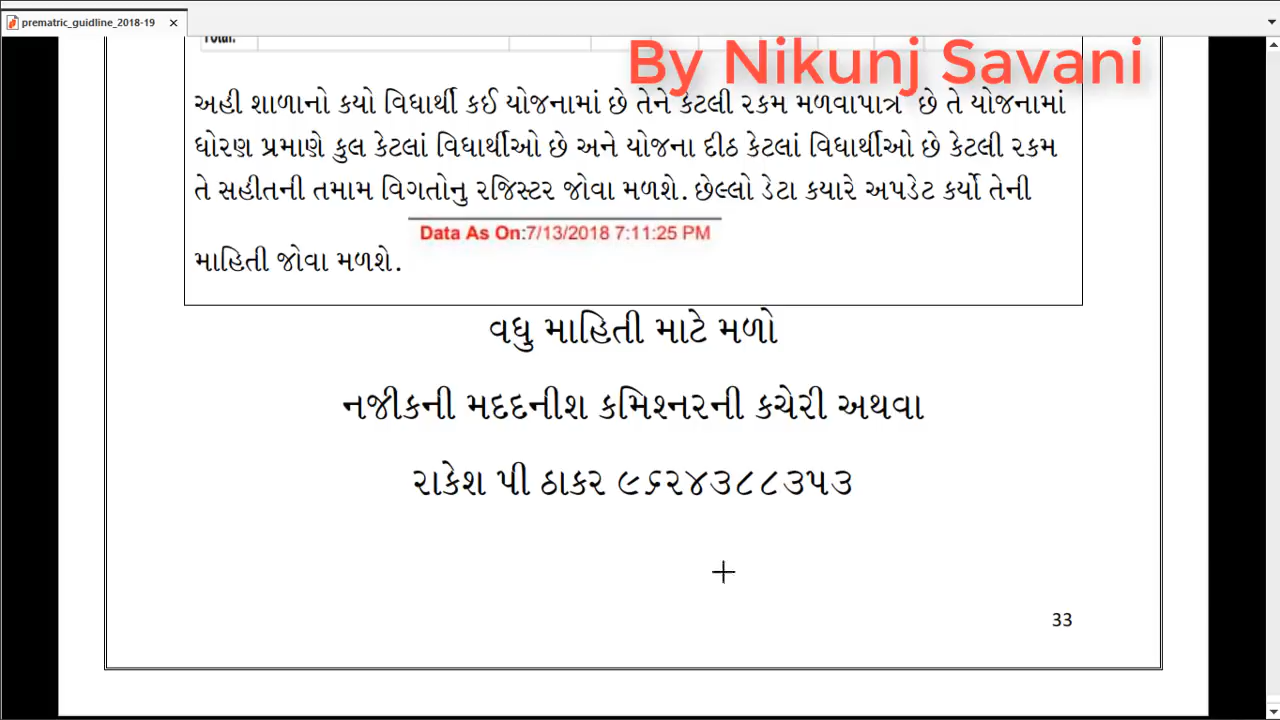 prematric_guidline_2018-19
Total:
By Nikunj Savani
અહી શાળાનો કયો વિધાર્થી કઈ યોજનામાં છે તેને કેટલી રકમ મળવાપાત્ર છે તે યોજનામાં
ધોરણ પ્રમાણે કુલ કેટલાં વિધાર્થીઓ છે અને યોજના દીઠ કેટલાં વિધાર્થીઓ છે કેટલી રકમ
તે સહીતની તમામ વિગતોનુ રજિસ્ટર જોવા મળશે. છેલ્લો ડેટા કયારે અપડેટ કર્યો તેની
Data As On:7/13/2018 7:11:25 PM
માહિતી જોવા મળશે.
વધુ માહિતી માટે મળો
નજીકની મદદનીશ કમિશ્નરની કચેરી અથવા
રાકેશ પી ઠાકર ૯૬૨૪૩૮૮૩૫૩
33